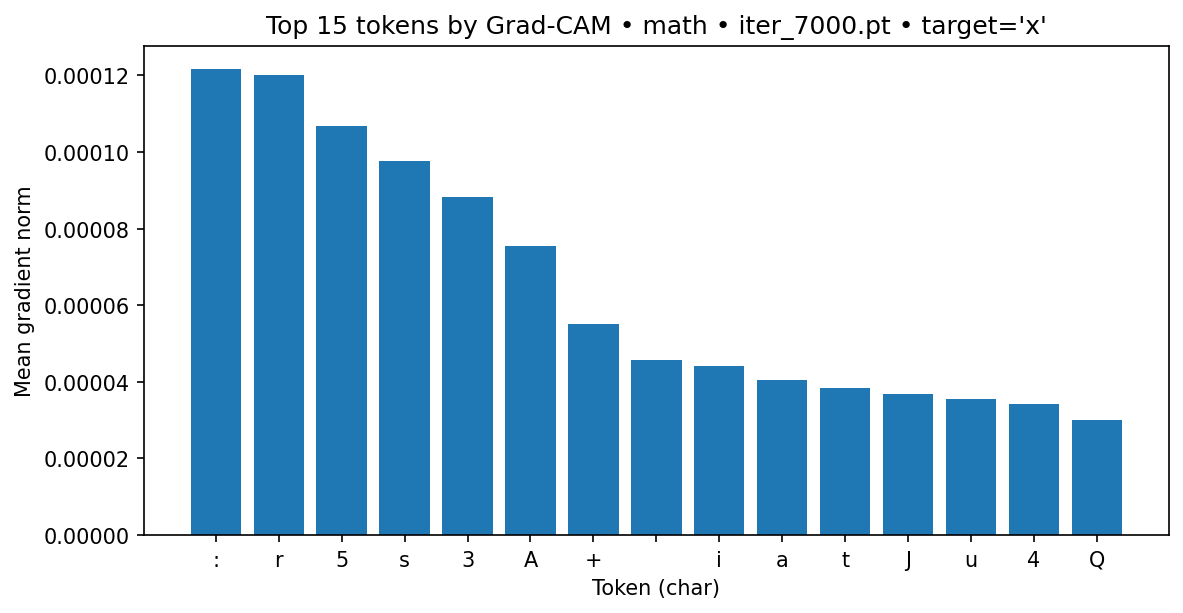 Top 15 tokens by Grad-CAM • math • iter_7000.pt • target='x'
Mean gradient norm
0.00012
0.00010
0.00008
0.00006
0.00004
0.00002
0.00000
: r 5 s 3 A + i a t J u 4 Q
Token (char)